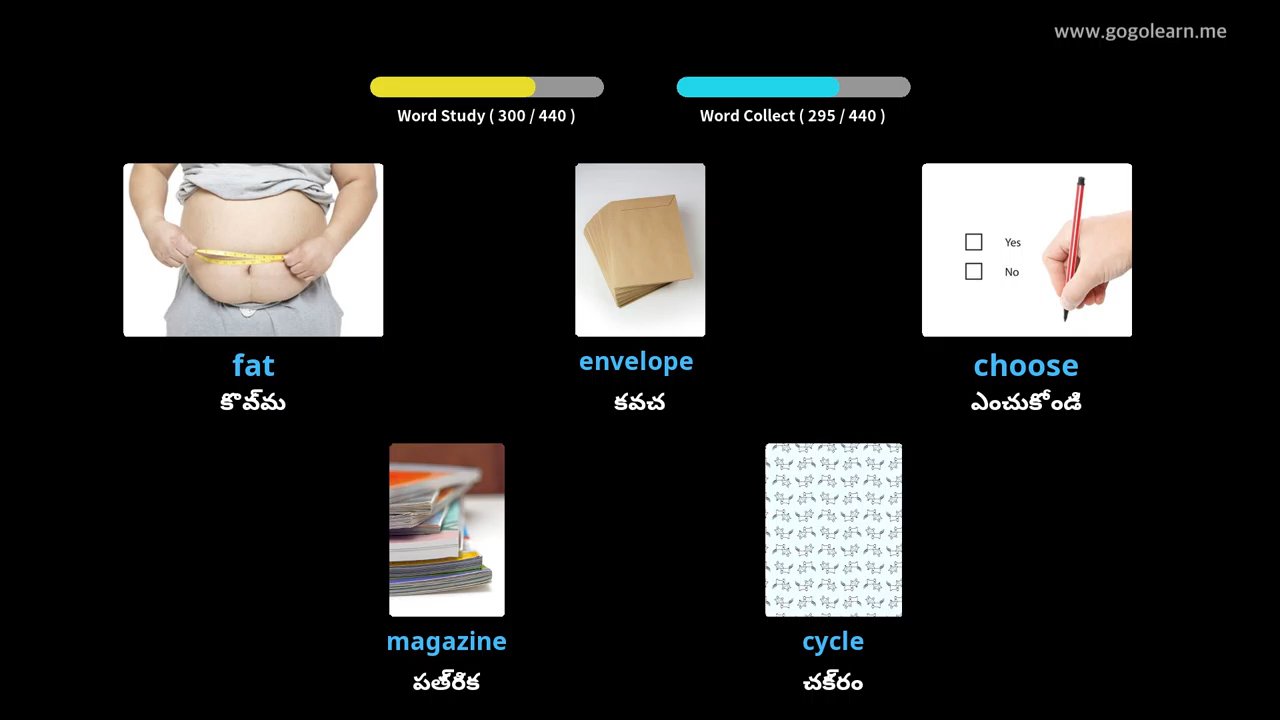 www.gogolearn.me
Word Study ( 300 / 440 )
Word Collect ( 295 / 440 )
Yes
No
fat
కొవ్‌మ
envelope
కవచ
choose
ఎంచుకోండి
magazine
పత్‌రిక
cycle
చక్‌రం